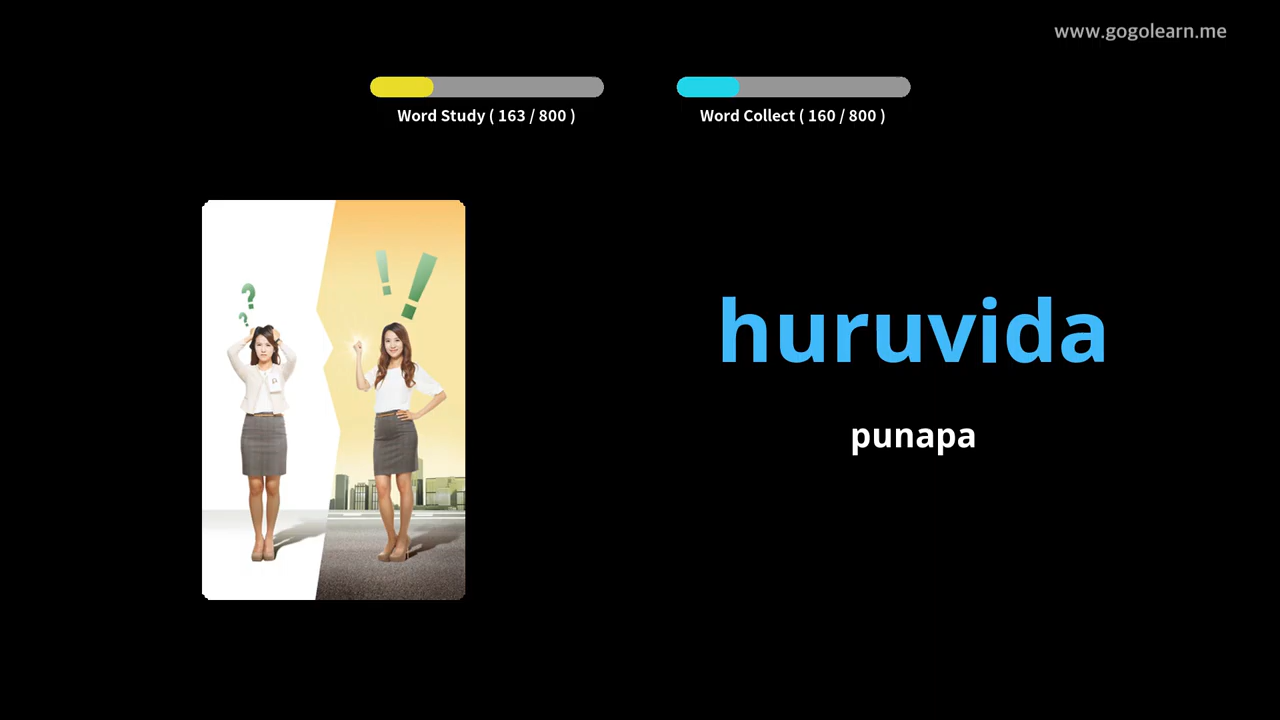 www.gogolearn.me
Word Study ( 163 / 800 )
Word Collect ( 160 / 800 )
? ?
! !
huruvida
punapa